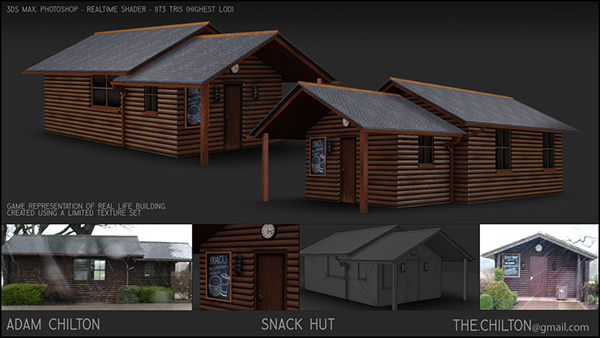 3DS MAX, PHOTOSHOP - REALTIME SHADER - 1173 TRIS (HIGHEST LOD)
GAME REPRESENTATION OF REAL LIFE BUILDING.
CREATED USING A LIMITED TEXTURE SET.
SNACKS
ADAM CHILTON
SNACK HUT
THE.CHILTON@gmail.com